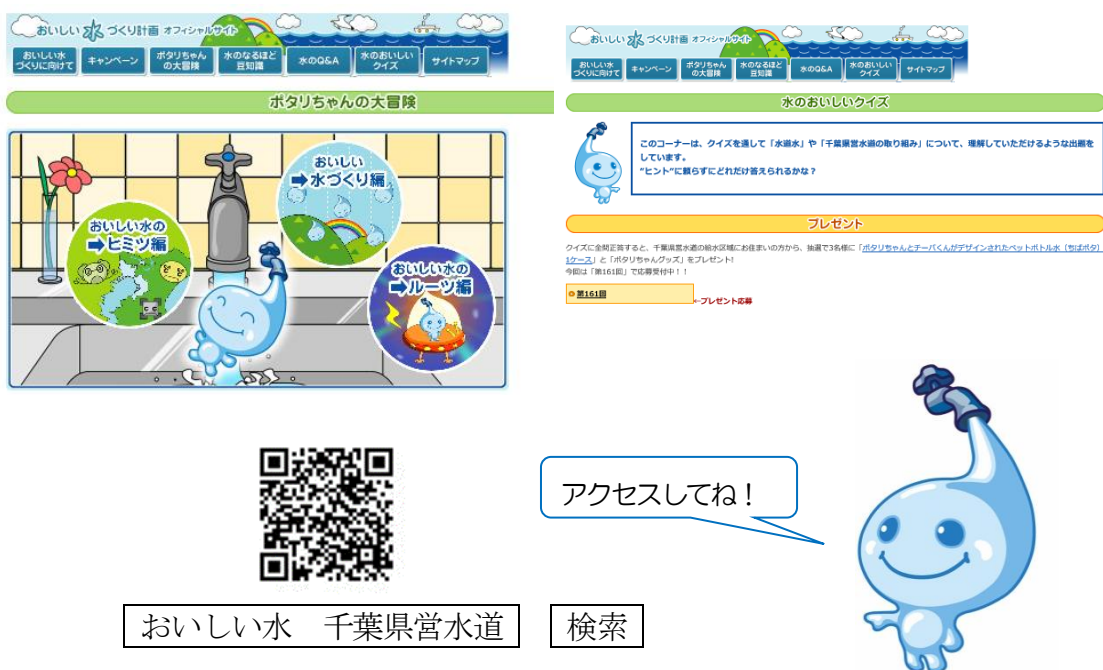 おいしい水づくり計画 オフィシャルサイト
おいしい水づくりに向けて
キャンペーン
ポタリちゃんの大冒険
水のなるほど豆知識
水のQ&A
水のおいしいクイズ
サイトマップ
ポタリちゃんの大冒険
おいしい
➡水づくり編
おいしい水の
➡ヒミツ編
おいしい水の
➡ルーツ編
おいしい水づくり計画 オフィシャルサイト
おいしい水づくりに向けて
キャンペーン
ポタリちゃんの大冒険
水のなるほど豆知識
水のQ&A
水のおいしいクイズ
サイトマップ
水のおいしいクイズ
このコーナーは、クイズを通して「水道水」や「千葉県営水道の取り組み」について、理解していただけるような出題を
しています。
“ヒント”に頼らずにどれだけ答えられるかな？
プレゼント
クイズに全問正答すると、千葉県営水道の給水区域にお住まいの方から、抽選で3名様に「ポタリちゃんとチーバくんがデザインされたペットボトル水（ちばポタ）
1ケース」と「ポタリちゃんグッズ」をプレゼント!
今回は「第161回」で応募受付中！！
第161回
←プレゼント応募
アクセスしてね！
おいしい水　千葉県営水道　検索